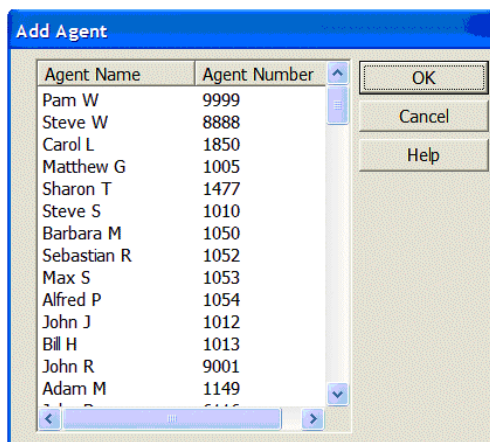 Add Agent
Agent Name Agent Number
Pam W 9999
Steve W 8888
Carol L 1850
Matthew G 1005
Sharon T 1477
Steve S 1010
Barbara M 1050
Sebastian R 1052
Max S 1053
Alfred P 1054
John J 1012
Bill H 1013
John R 9001
Adam M 1149
OK
Cancel
Help